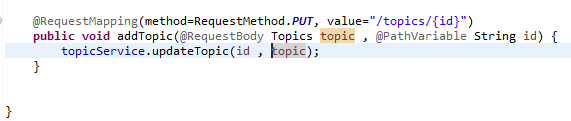 @RequestMapping(method=RequestMethod.PUT, value="/topics/{id}")
public void addTopic(@RequestBody Topics topic , @PathVariable String id) {
topicService.updateTopic(id , topic);
}
}